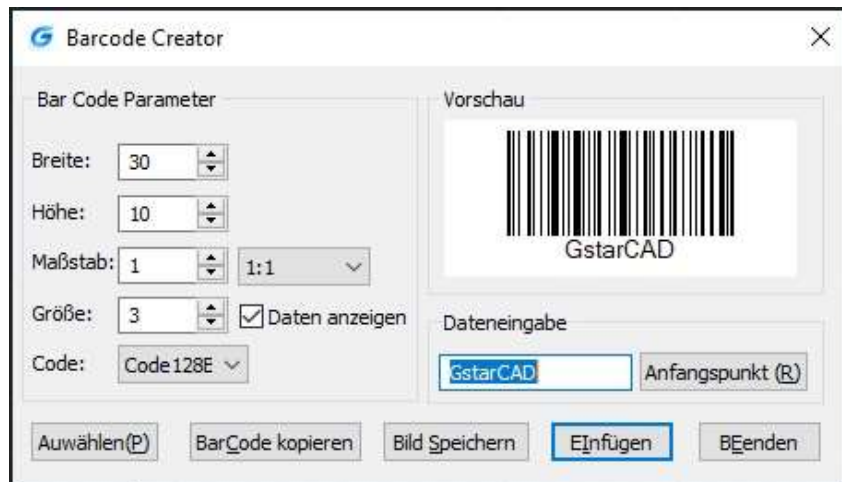 Barcode Creator
Bar Code Parameter
Breite: 30
Höhe: 10
Maßstab: 1 1:1
Größe: 3 Daten anzeigen
Code: Code128E
Vorschau
GstarCAD
Dateneingabe
GstarCAD Anfangspunkt (R)
Auwählen(P) BarCode kopieren Bild Speichern EInfügen BEenden